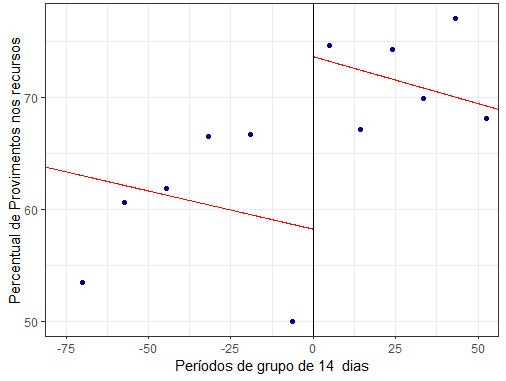 Percentual de Provimentos nos recursos
70
60
50
-75 -50 -25 0 25 50
Períodos de grupo de 14  dias